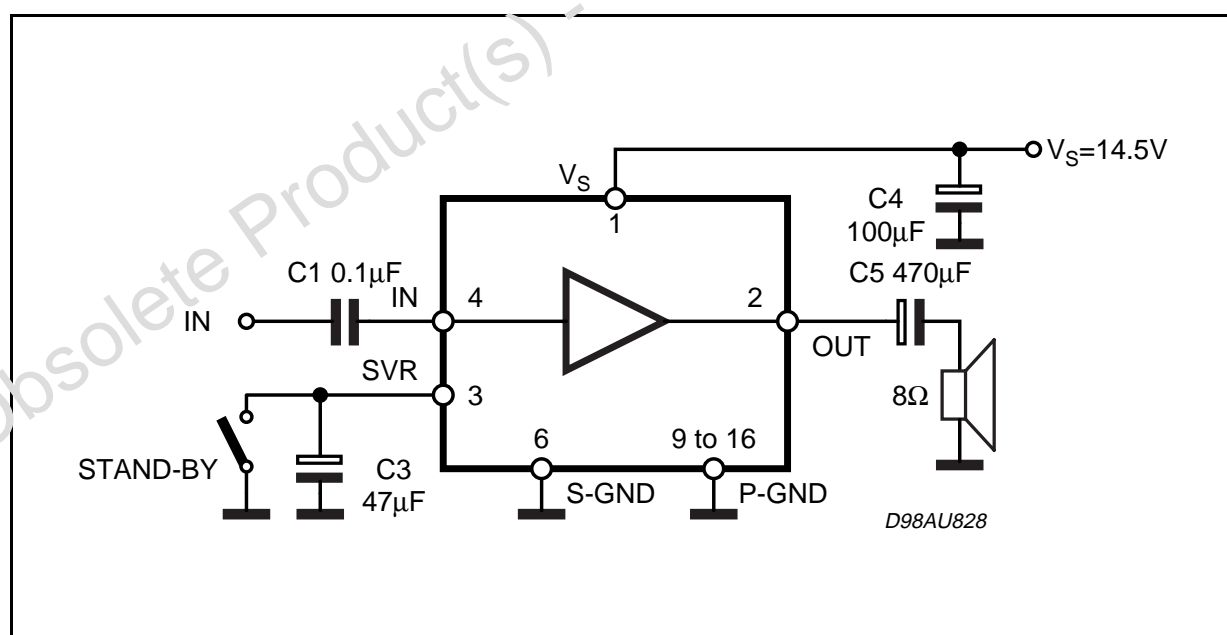 Obsolete Product(s) -
VS=14.5V
VS
1
C4
100µF
C1 0.1µF
C5 470µF
IN
IN
4
2
OUT
SVR
3
8Ω
STAND-BY
C3
47µF
6
9 to 16
S-GND
P-GND
D98AU828